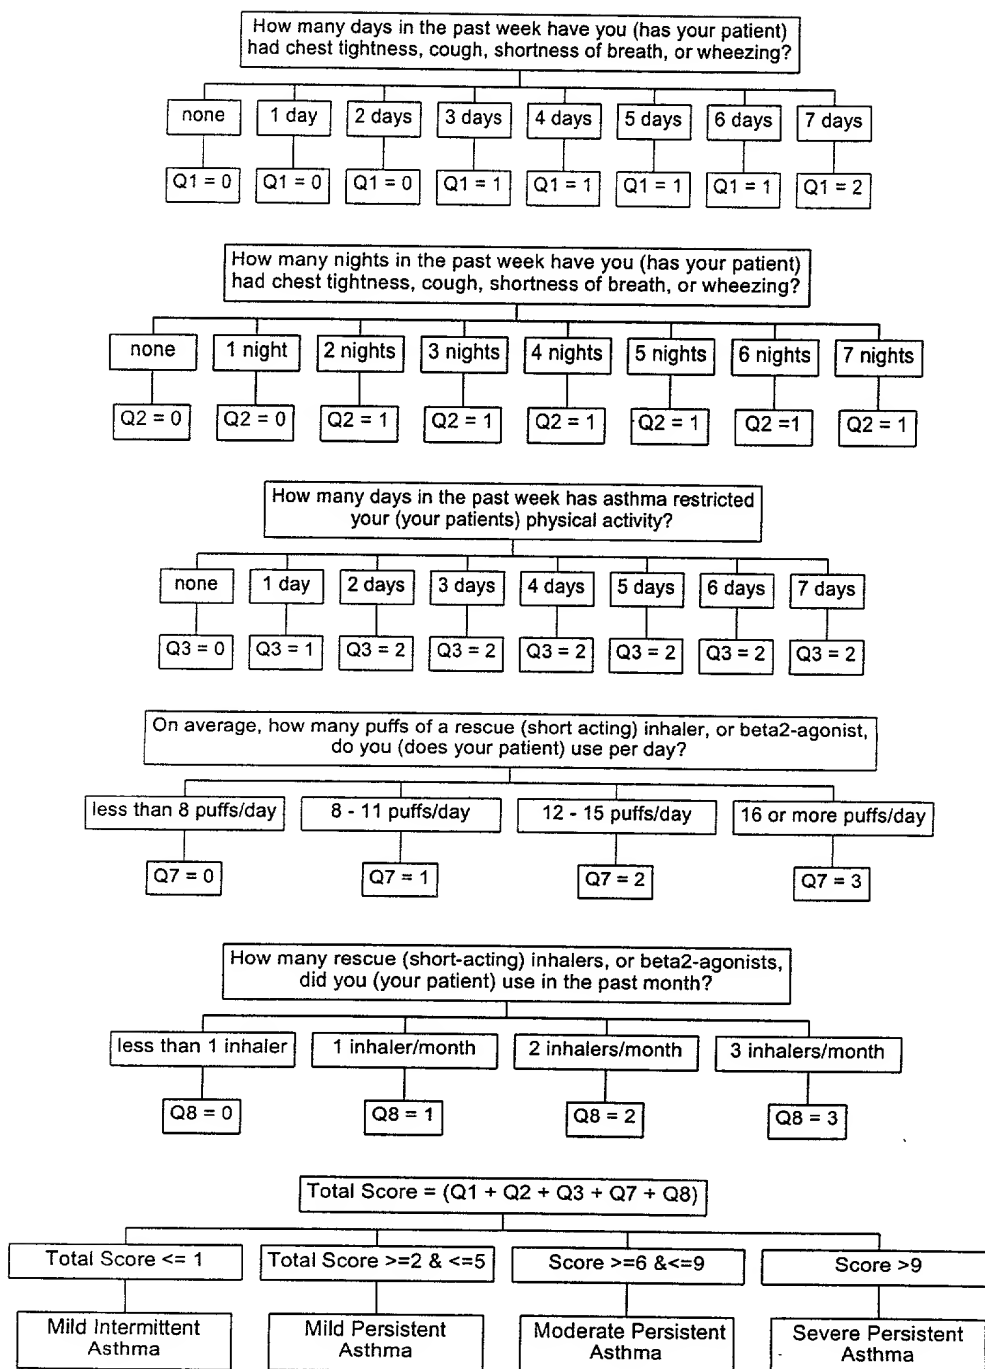 How many days in the past week have you (has your patient)
had chest tightness, cough, shortness of breath, or wheezing?
none 1 day 2 days 3 days 4 days 5 days 6 days 7 days
Q1 = 0 Q1 = 0 Q1 = 0 Q1 = 1 Q1 = 1 Q1 = 1 Q1 = 1 Q1 = 2
How many nights in the past week have you (has your patient)
had chest tightness, cough, shortness of breath, or wheezing?
none 1 night 2 nights 3 nights 4 nights 5 nights 6 nights 7 nights
Q2 = 0 Q2 = 0 Q2 = 1 Q2 = 1 Q2 = 1 Q2 = 1 Q2 =1 Q2 = 1
How many days in the past week has asthma restricted
your (your patients) physical activity?
none 1 day 2 days 3 days 4 days 5 days 6 days 7 days
Q3 = 0 Q3 = 1 Q3 = 2 Q3 = 2 Q3 = 2 Q3 = 2 Q3 = 2 Q3 = 2
On average, how many puffs of a rescue (short acting) inhaler, or beta2-agonist,
do you (does your patient) use per day?
less than 8 puffs/day 8 - 11 puffs/day 12 - 15 puffs/day 16 or more puffs/day
Q7 = 0 Q7 = 1 Q7 = 2 Q7 = 3
How many rescue (short-acting) inhalers, or beta2-agonists,
did you (your patient) use in the past month?
less than 1 inhaler 1 inhaler/month 2 inhalers/month 3 inhalers/month
Q8 = 0 Q8 = 1 Q8 = 2 Q8 = 3
Total Score = (Q1 + Q2 + Q3 + Q7 + Q8)
Total Score <= 1 Total Score >=2 & <=5 Score >=6 &<=9 Score >9
Mild Intermittent Mild Persistent Moderate Persistent Severe Persistent
Asthma Asthma Asthma Asthma